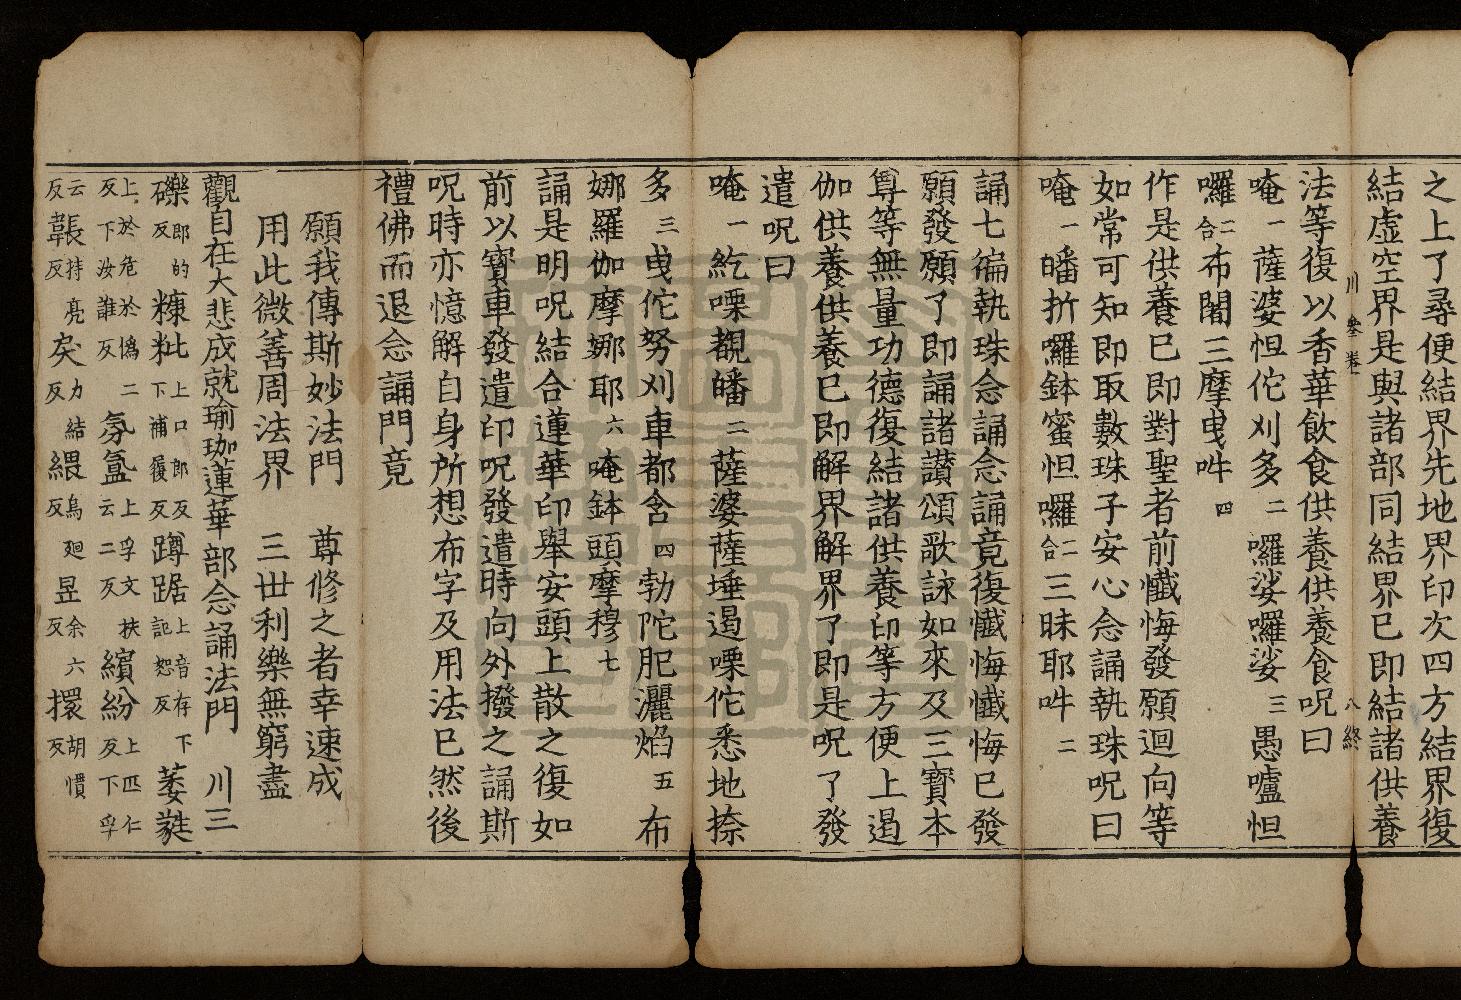 之上了尋便結界先地界印次四方結界復
結虛空界是與諸部同結界已即結諸供養
川 叄卷 八 終
法等復以香華飲食供養供養食呪曰
唵一薩婆怛佗刈多二囉娑囉娑三愚嚧怛
囉二合布闍三摩曳吽四
作是供養已即對聖者前懺悔發願迴向等
如常可知即取數珠子安心念誦執珠呪曰
唵一皤折囉鉢蜜怛囉二合三昧耶吽二
誦七徧執珠念誦念誦竟復懺悔懺悔已發
願發願了即誦諸讚頌歌詠如來及三寶本
尊等無量功德復結諸供養印等方便上遏
伽供養供養已即解界解界了即是呪了發
遣呪曰
唵一紇㗚覩皤二薩婆薩埵遏㗚佗悉地捺
多三曳佗努刈車都含四勃陀肥灑焰五布
娜羅伽摩娜耶六唵鉢頭摩穆七
誦是明呪結合蓮華印舉安頭上散之復如
前以寶車發遣印呪發遣時向外撥之誦斯
呪時亦憶解自身所想布字及用法已然後
禮佛而退念誦門竟
願我傳斯妙法門 尊修之者幸速成
用此微善周法界 三世利樂無窮盡
觀自在大悲成就瑜珈蓮華部念誦法門 川三
礫郎的反 㯝粃上口郎反下浦履反 蹲踞上音存下記恕反 萎甤
上於危於僞二反下汝誰反 氛氳上孚文扶云二反 繽紛上匹仁反下孚
云反 韔持亮反 戾力結反 縎烏廻反 昱余六反 擐胡慣反